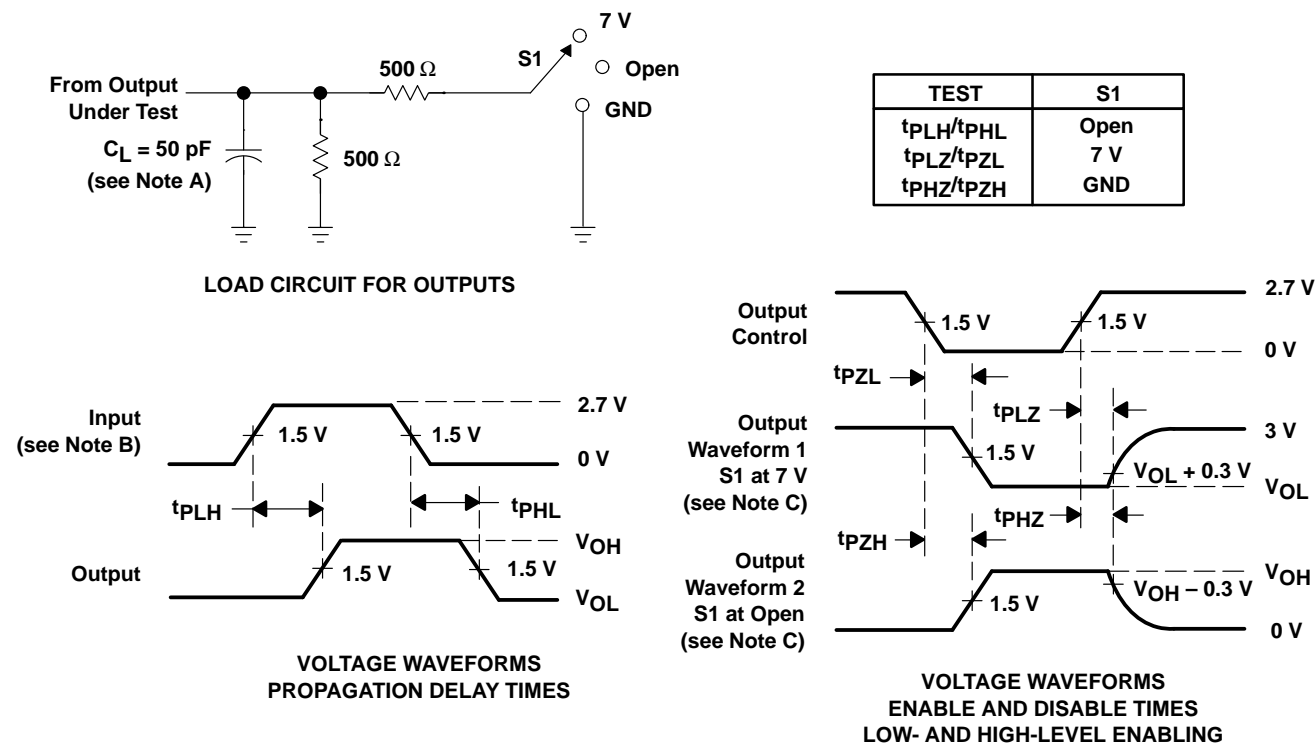 7 V
S1
Open
GND
500 Ω
From Output
Under Test
CL = 50 pF
(see Note A)
500 Ω
LOAD CIRCUIT FOR OUTPUTS
TEST S1
tPLH/tPHL Open
tPLZ/tPZL 7 V
tPHZ/tPZH GND
Input
(see Note B)
1.5 V
1.5 V
2.7 V
0 V
tPLH
tPHL
Output
1.5 V
1.5 V
VOH
VOL
VOLTAGE WAVEFORMS
PROPAGATION DELAY TIMES
Output
Control
1.5 V
1.5 V
2.7 V
0 V
tPZL
tPLZ
Output
Waveform 1
S1 at 7 V
(see Note C)
1.5 V
3 V
VOL + 0.3 V
VOL
tPZH
tPHZ
Output
Waveform 2
S1 at Open
(see Note C)
1.5 V
VOH
VOH – 0.3 V
0 V
VOLTAGE WAVEFORMS
ENABLE AND DISABLE TIMES
LOW- AND HIGH-LEVEL ENABLING